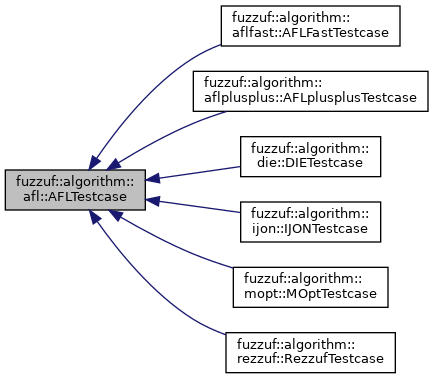 fuzzuf::algorithm::
aflfast::AFLFastTestcase
fuzzuf::algorithm::
aflplusplus::AFLplusplusTestcase
fuzzuf::algorithm::
die::DIETestcase
fuzzuf::algorithm::
afl::AFLTestcase
fuzzuf::algorithm::
ijon::IJONTestcase
fuzzuf::algorithm::
mopt::MOptTestcase
fuzzuf::algorithm::
rezzuf::RezzufTestcase